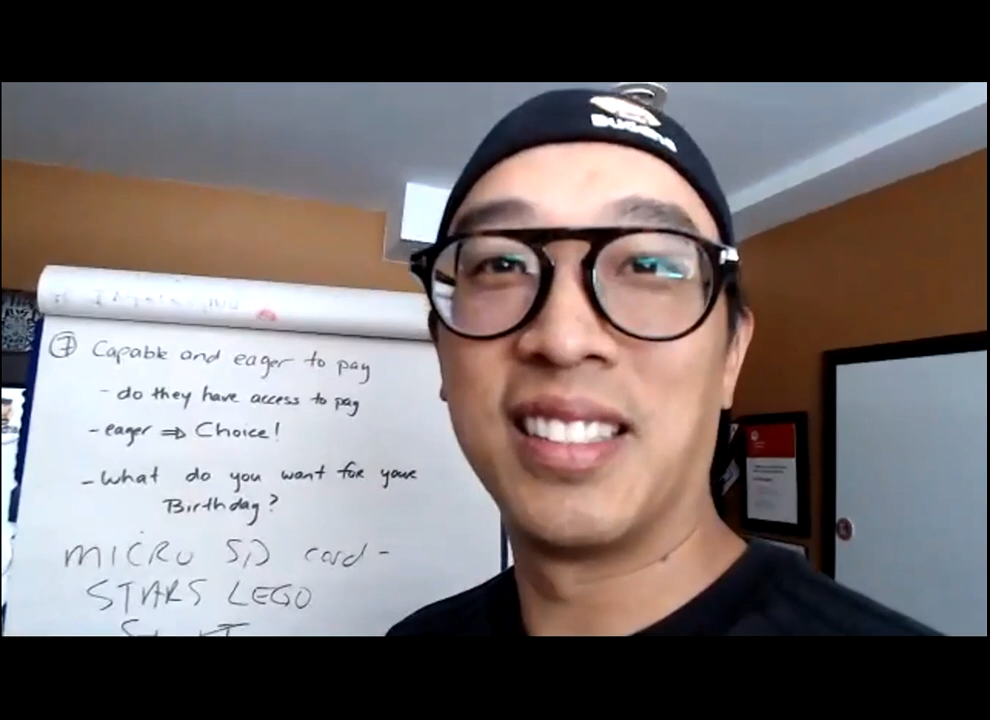 ⑦ Capable and eager to pay
- do they have access to pay
- eager ⇒ Choice!
- What do you want for your
Birthday?
MICRO SD card -
STARS LEGO